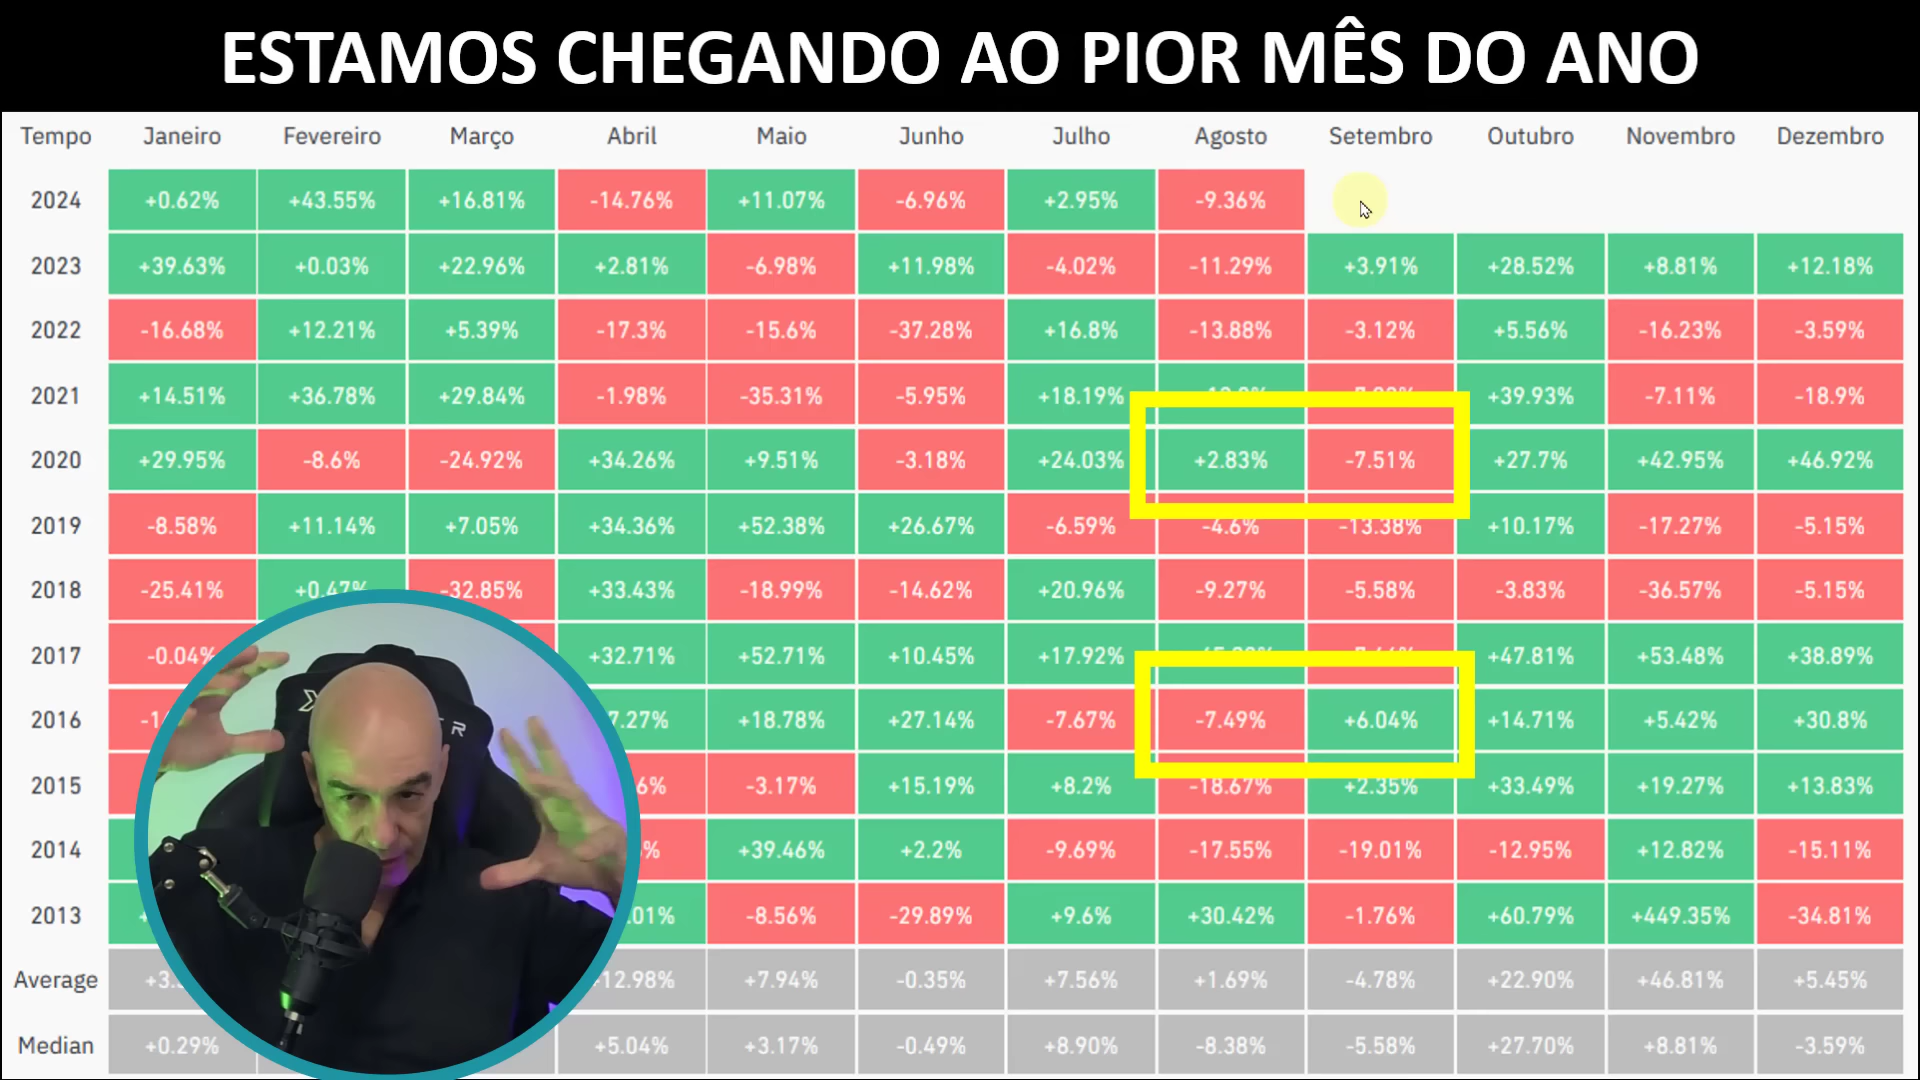 ESTAMOS CHEGANDO AO PIOR MÊS DO ANO
Tempo Janeiro Fevereiro Março Abril Maio Junho Julho Agosto Setembro Outubro Novembro Dezembro
2024 +0.62% +43.55% +16.81% -14.76% +11.07% -6.96% +2.95% -9.36%
2023 +39.63% +0.03% +22.96% +2.81% -6.98% +11.98% -4.02% -11.29% +3.91% +28.52% +8.81% +12.18%
2022 -16.68% +12.21% +5.39% -17.3% -15.6% -37.28% +16.8% -13.88% -3.12% +5.56% -16.23% -3.59%
2021 +14.51% +36.78% +29.84% -1.98% -35.31% -5.95% +18.19% +39.93% -7.11% -18.9%
2020 +29.95% -8.6% -24.92% +34.26% +9.51% -3.18% +24.03% +2.83% -7.51% +27.7% +42.95% +46.92%
2019 -8.58% +11.14% +7.05% +34.36% +52.38% +26.67% -6.59% -4.6% -13.38% +10.17% -17.27% -5.15%
2018 -25.41% +0.47% -32.85% +33.43% -18.99% -14.62% +20.96% -9.27% -5.58% -3.83% -36.57% -5.15%
2017 -0.04% +32.71% +52.71% +10.45% +17.92% +47.81% +53.48% +38.89%
2016 7.27% +18.78% +27.14% -7.67% -7.49% +6.04% +14.71% +5.42% +30.8%
2015 6% -3.17% +15.19% +8.2% -18.67% +2.35% +33.49% +19.27% +13.83%
2014 % +39.46% +2.2% -9.69% -17.55% -19.01% -12.95% +12.82% -15.11%
2013 01% -8.56% -29.89% +9.6% +30.42% -1.76% +60.79% +449.35% -34.81%
Average +3. 12.98% +7.94% -0.35% +7.56% +1.69% -4.78% +22.90% +46.81% +5.45%
Median +0.29% +5.04% +3.17% -0.49% +8.90% -8.38% -5.58% +27.70% +8.81% -3.59%